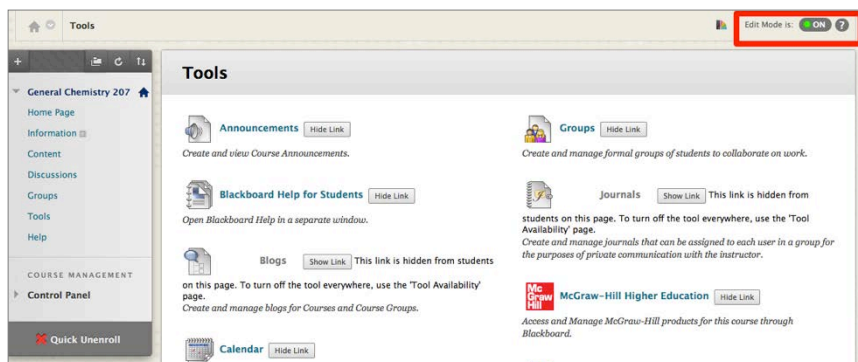 Tools
Edit Mode is: ON ?
General Chemistry 207
Home Page
Information
Content
Discussions
Groups
Tools
Help
COURSE MANAGEMENT
Control Panel
Quick Unenroll
Tools
Announcements Hide Link
Create and view Course Announcements.
Blackboard Help for Students Hide Link
Open Blackboard Help in a separate window.
Blogs Show Link This link is hidden from students
on this page. To turn off the tool everywhere, use the 'Tool Availability'
page.
Create and manage blogs for Courses and Course Groups.
Calendar Hide Link
Groups Hide Link
Create and manage formal groups of students to collaborate on work.
Journals Show Link This link is hidden from
students on this page. To turn off the tool everywhere, use the 'Tool
Availability' page.
Create and manage journals that can be assigned to each user in a group for
the purposes of private communication with the instructor.
Mc
Graw
Hill
McGraw-Hill Higher Education Hide Link
Access and Manage McGraw-Hill products for this course through
Blackboard.